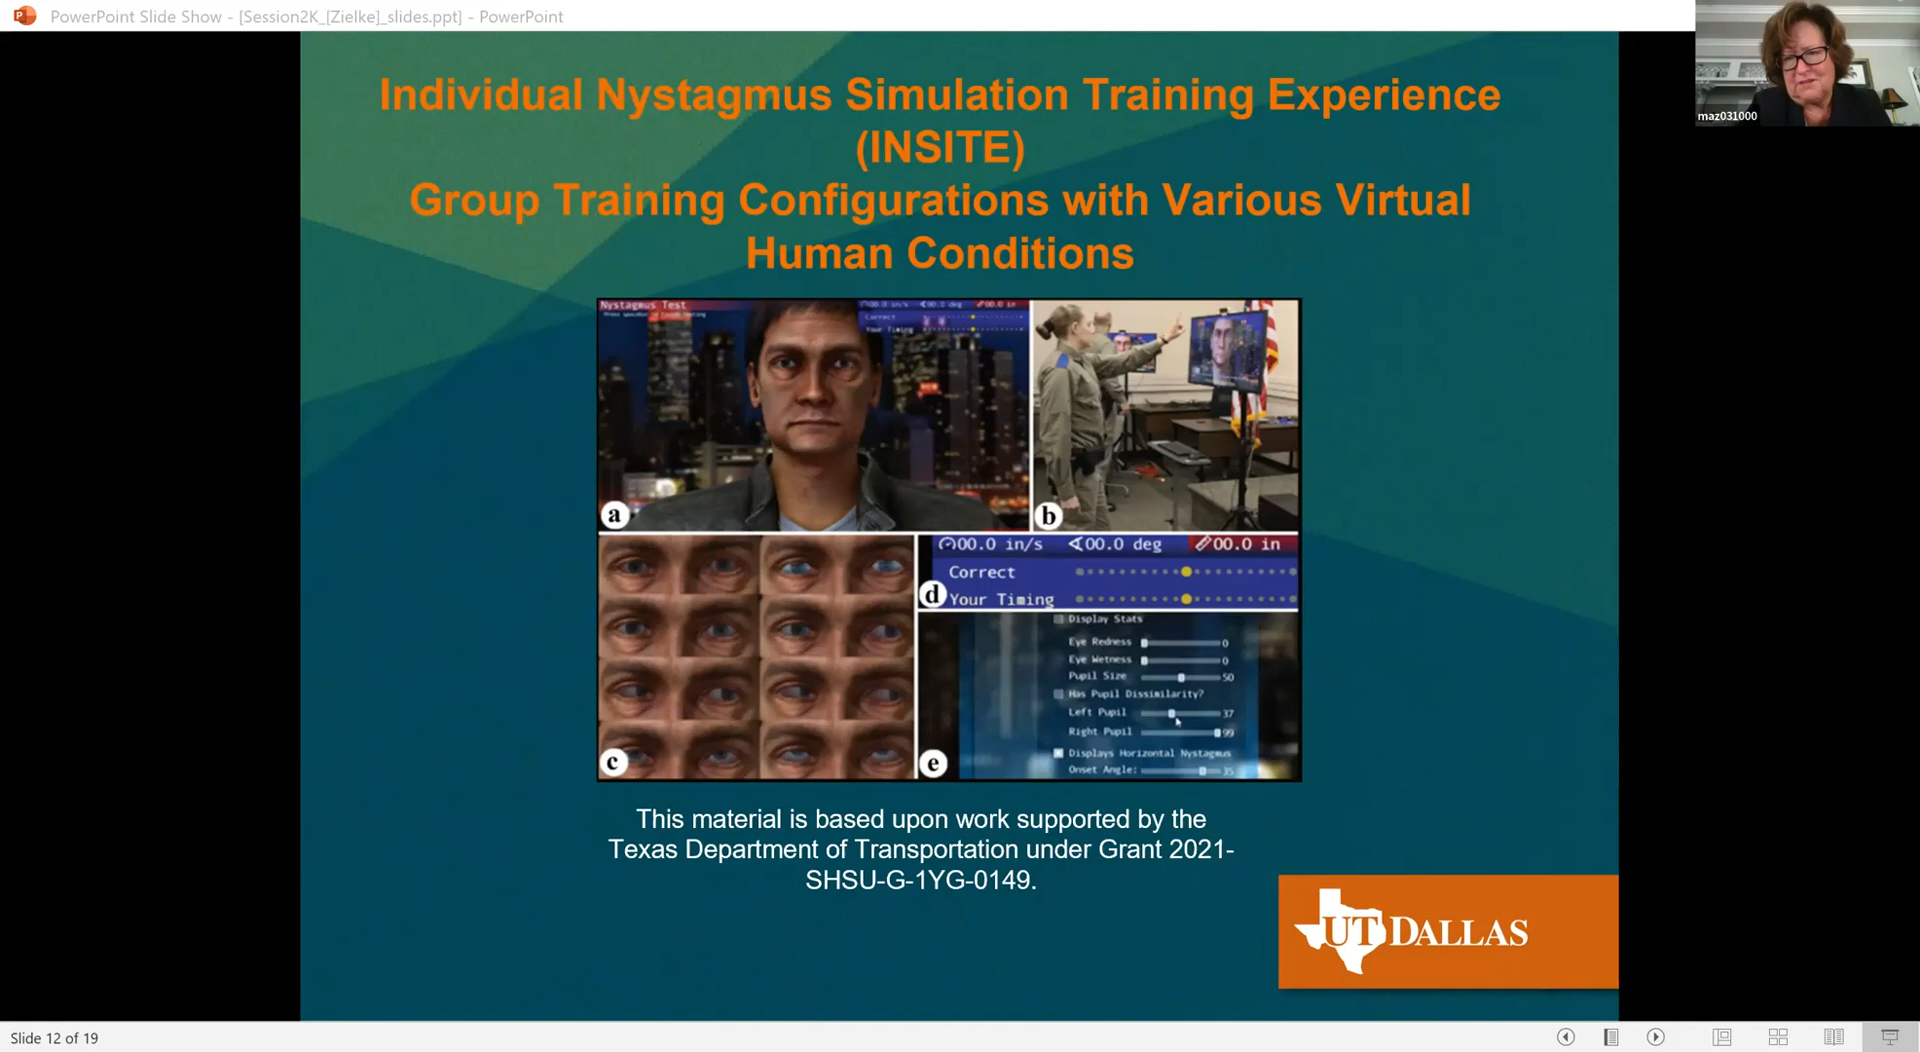 PowerPoint Slide Show - [Session2K_[Zielke]_slides.ppt] - PowerPoint
maz031000
Individual Nystagmus Simulation Training Experience
(INSITE)
Group Training Configurations with Various Virtual
Human Conditions
Nystagmus Test
Correct
Your Timing
a
b
c
00.0 in/s 00.0 deg 00.0 in
Correct
d
Your Timing
Display Stats
Eye Redness 0
Eye Wetness 0
Pupil Size 50
Has Pupil Dissimilarity?
Left Pupil 37
Right Pupil 99
Displays Horizontal Nystagmus
Onset Angle: 35
e
This material is based upon work supported by the
Texas Department of Transportation under Grant 2021-
SHSU-G-1YG-0149.
UT DALLAS
Slide 12 of 19